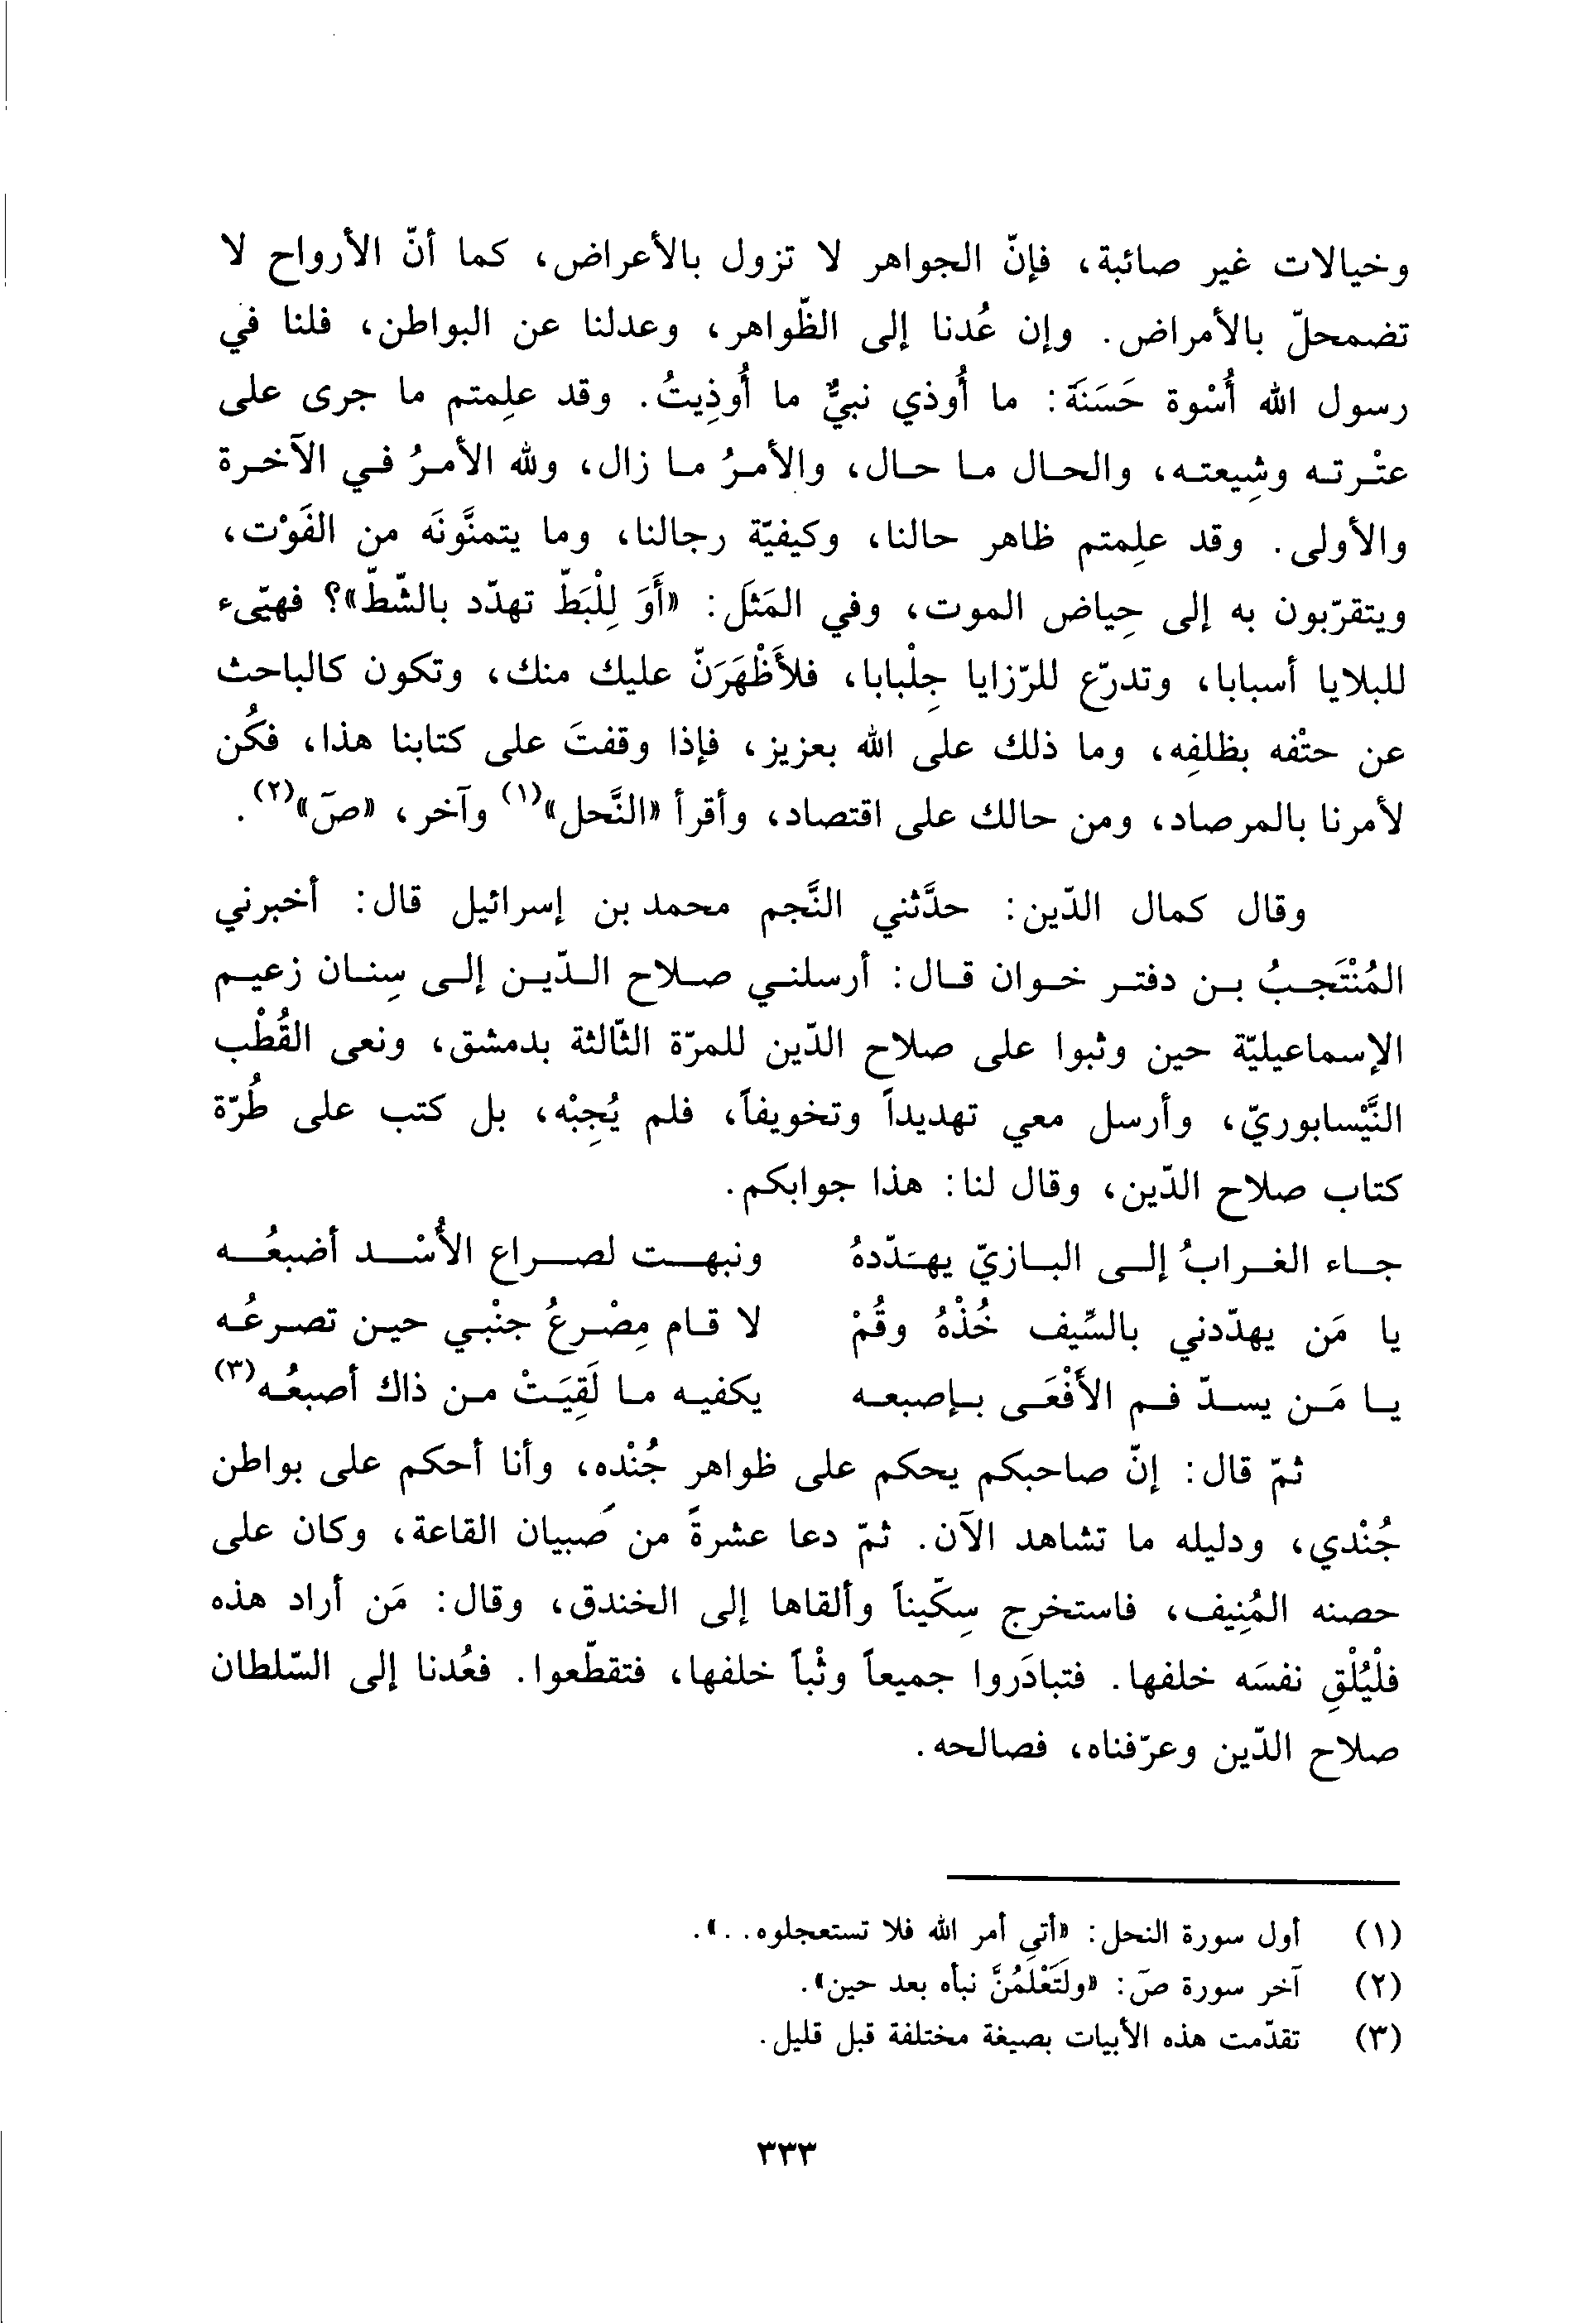 وخيالات غير صائبة، فإنّ الجواهر لا تزول بالأعراض، كما أنّ الأرواح لا
تضمحلّ بالأمراض. وإن عُدنا إلى الظّواهر، وعدلنا عن البواطن، فلنا في
رسول الله أُسْوة حَسَنَة: ما أُوذي نبيٌّ ما أُوذِيتُ. وقد علِمتم ما جرى على
عتْرته وشِيعته، والحال ما حال، والأمرُ ما زال، ولله الأمرُ في الآخرة
والأولى. وقد علِمتم ظاهر حالنا، وكيفيّة رجالنا، وما يتمنَّونَه من الفَوْت،
ويتقرّبون به إلى حِياض الموت، وفي المَثَل: «أَوَ لِلْبَطّ تهدّد بالشّطّ»؟ فهيّىء
للبلايا أسبابا، وتدرّع للرّزايا جِلْبابا، فلأَظْهَرَنّ عليك منك، وتكون كالباحث
عن حتْفه بظلفِه، وما ذلك على الله بعزيز، فإذا وقفتَ على كتابنا هذا، فكُن
لأمرنا بالمرصاد، ومن حالك على اقتصاد، وأقرأ «النَّحل»(١) وآخر، «صَ»(٢).
وقال كمال الدّين: حدَّثني النَّجم محمد بن إسرائيل قال: أخبرني
المُنْتَجبُ بن دفتر خوان قال: أرسلني صلاح الدّين إلى سِنان زعيم
الإسماعيليّة حين وثبوا على صلاح الدّين للمرّة الثّالثة بدمشق، ونعى القُطْب
النَّيْسابوريّ، وأرسل معي تهديداً وتخويفاً، فلم يُجِبْه، بل كتب على طُرّة
كتاب صلاح الدّين، وقال لنا: هذا جوابكم.
جاء الغرابُ إلى البازيّ يهدّدهُ ونبهت لصراع الأُسْد أضبعُه
يا مَن يهدّدني بالسَّيف خُذْهُ وقُمْ لا قام مِصْرعُ جنْبي حين تصرعُه
يا مَن يسدّ فم الأَفْعَى بإصبعه يكفيه ما لَقِيَتْ من ذاك أصبعُه(٣)
ثمّ قال: إنّ صاحبكم يحكم على ظواهر جُنْده، وأنا أحكم على بواطن
جُنْدي، ودليله ما تشاهد الآن. ثمّ دعا عشرةً من صَبيان القاعة، وكان على
حصنه المُنِيف، فاستخرج سِكّيناً وألقاها إلى الخندق، وقال: مَن أراد هذه
فلْيُلْقِ نفسَه خلفها. فتبادَروا جميعاً وثْباً خلفها، فتقطّعوا. فعُدنا إلى السّلطان
صلاح الدّين وعرّفناه، فصالحه.
(١) أول سورة النحل: «أتى أمر الله فلا تستعجلوه...».
(٢) آخر سورة صَ: «ولَتَعْلَمُنَّ نبأه بعد حين».
(٣) تقدّمت هذه الأبيات بصيغة مختلفة قبل قليل.
٣٣٣